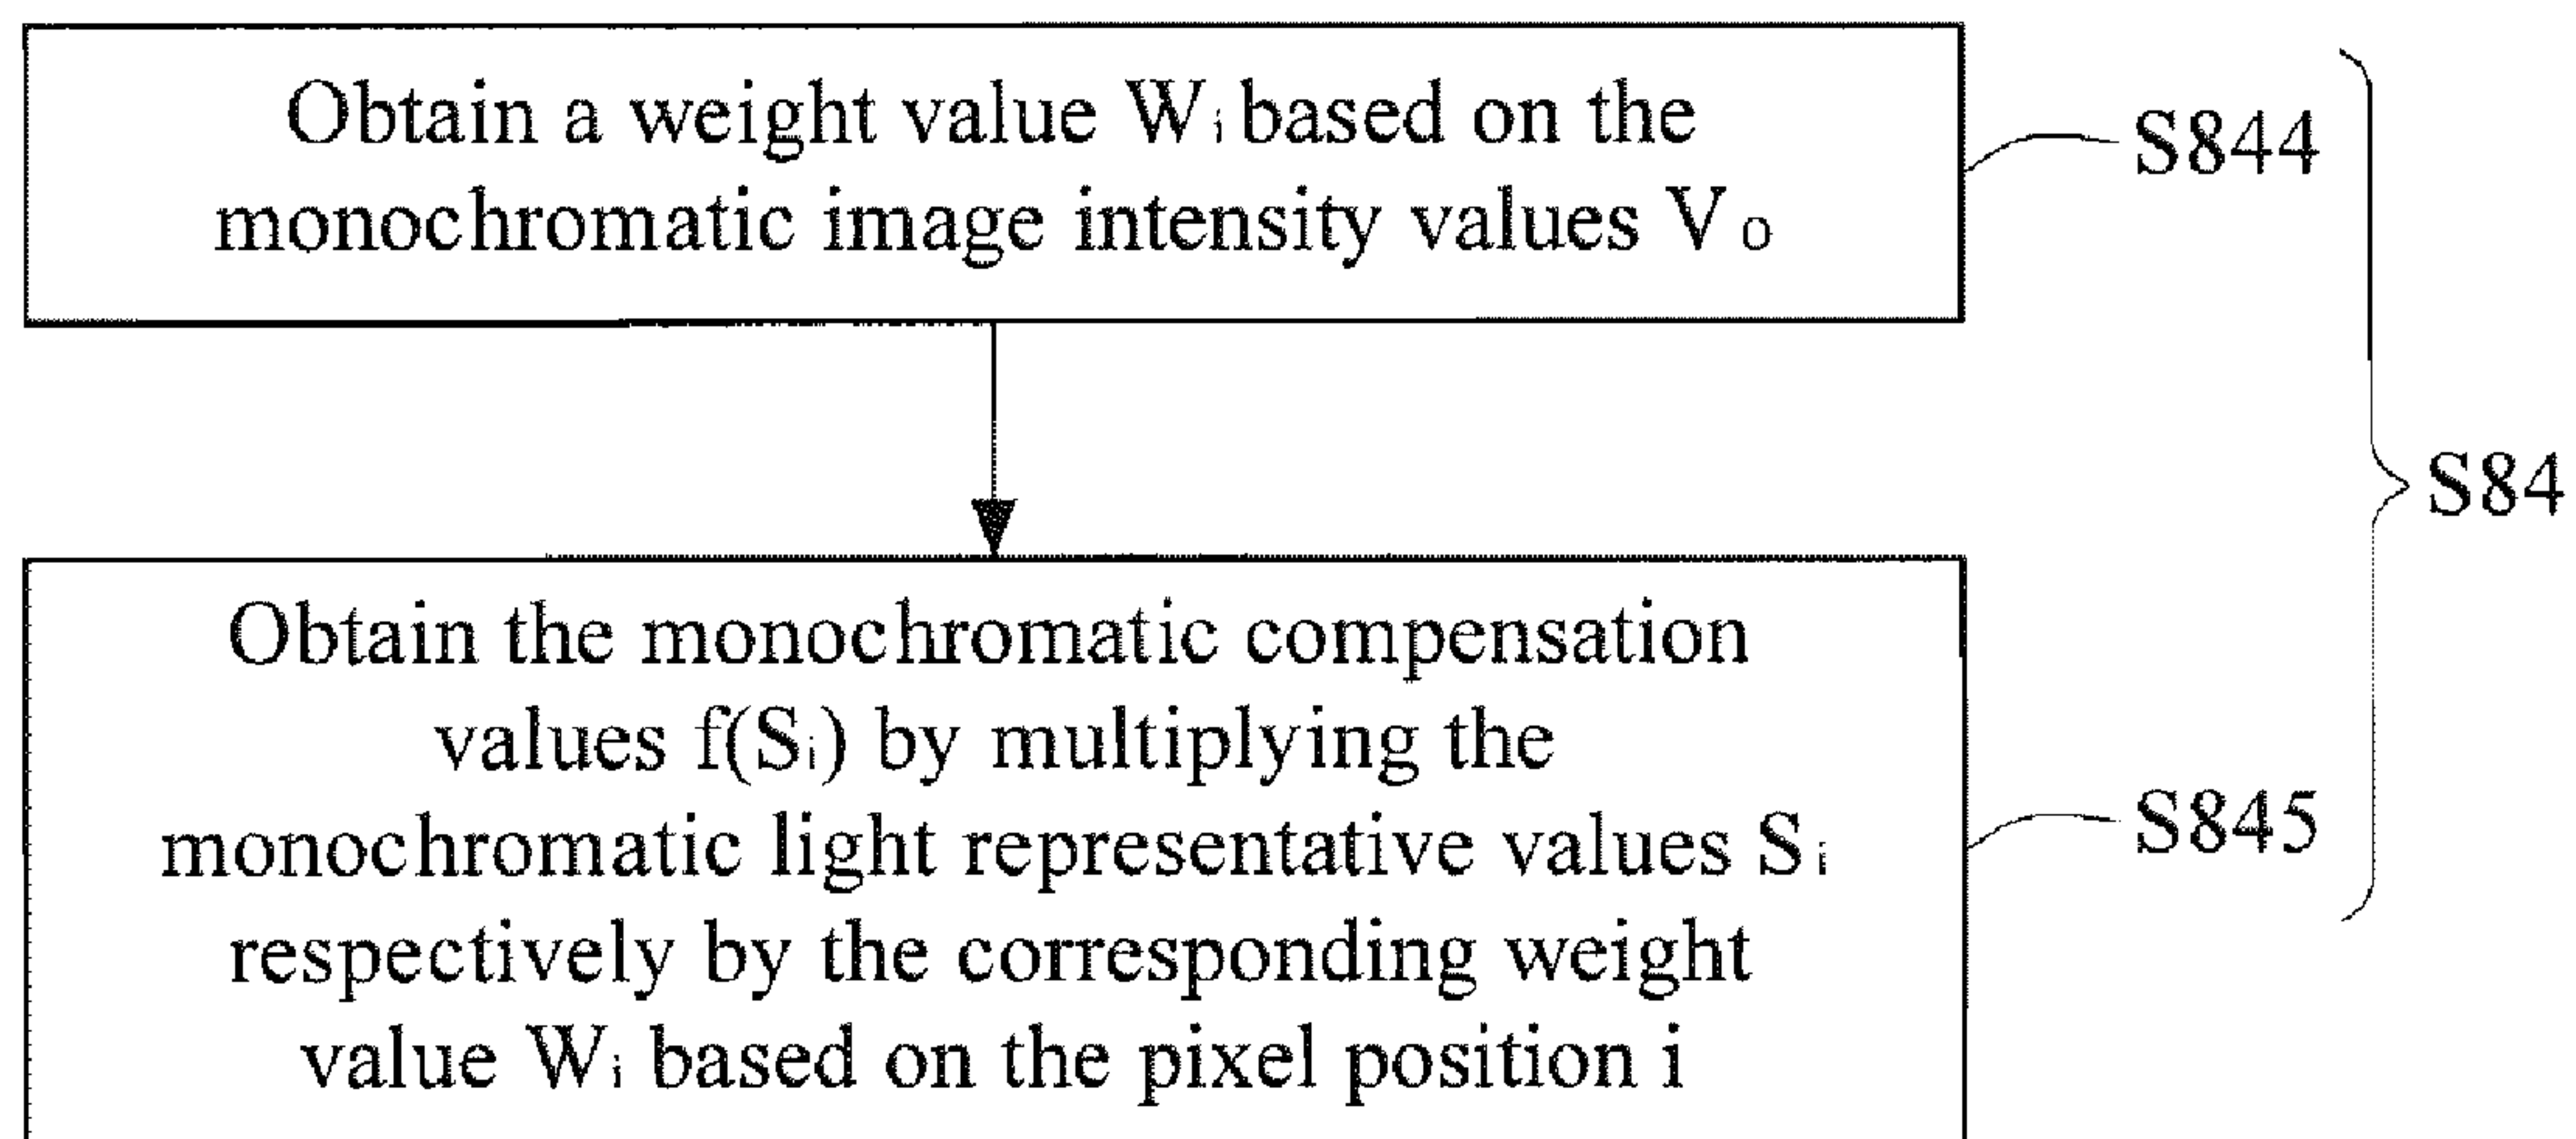 Obtain a weight value Wi based on the
monochromatic image intensity values Vo
S844
S84
Obtain the monochromatic compensation
values f(Si) by multiplying the
monochromatic light representative values Si
respectively by the corresponding weight
value Wi based on the pixel position i
S845